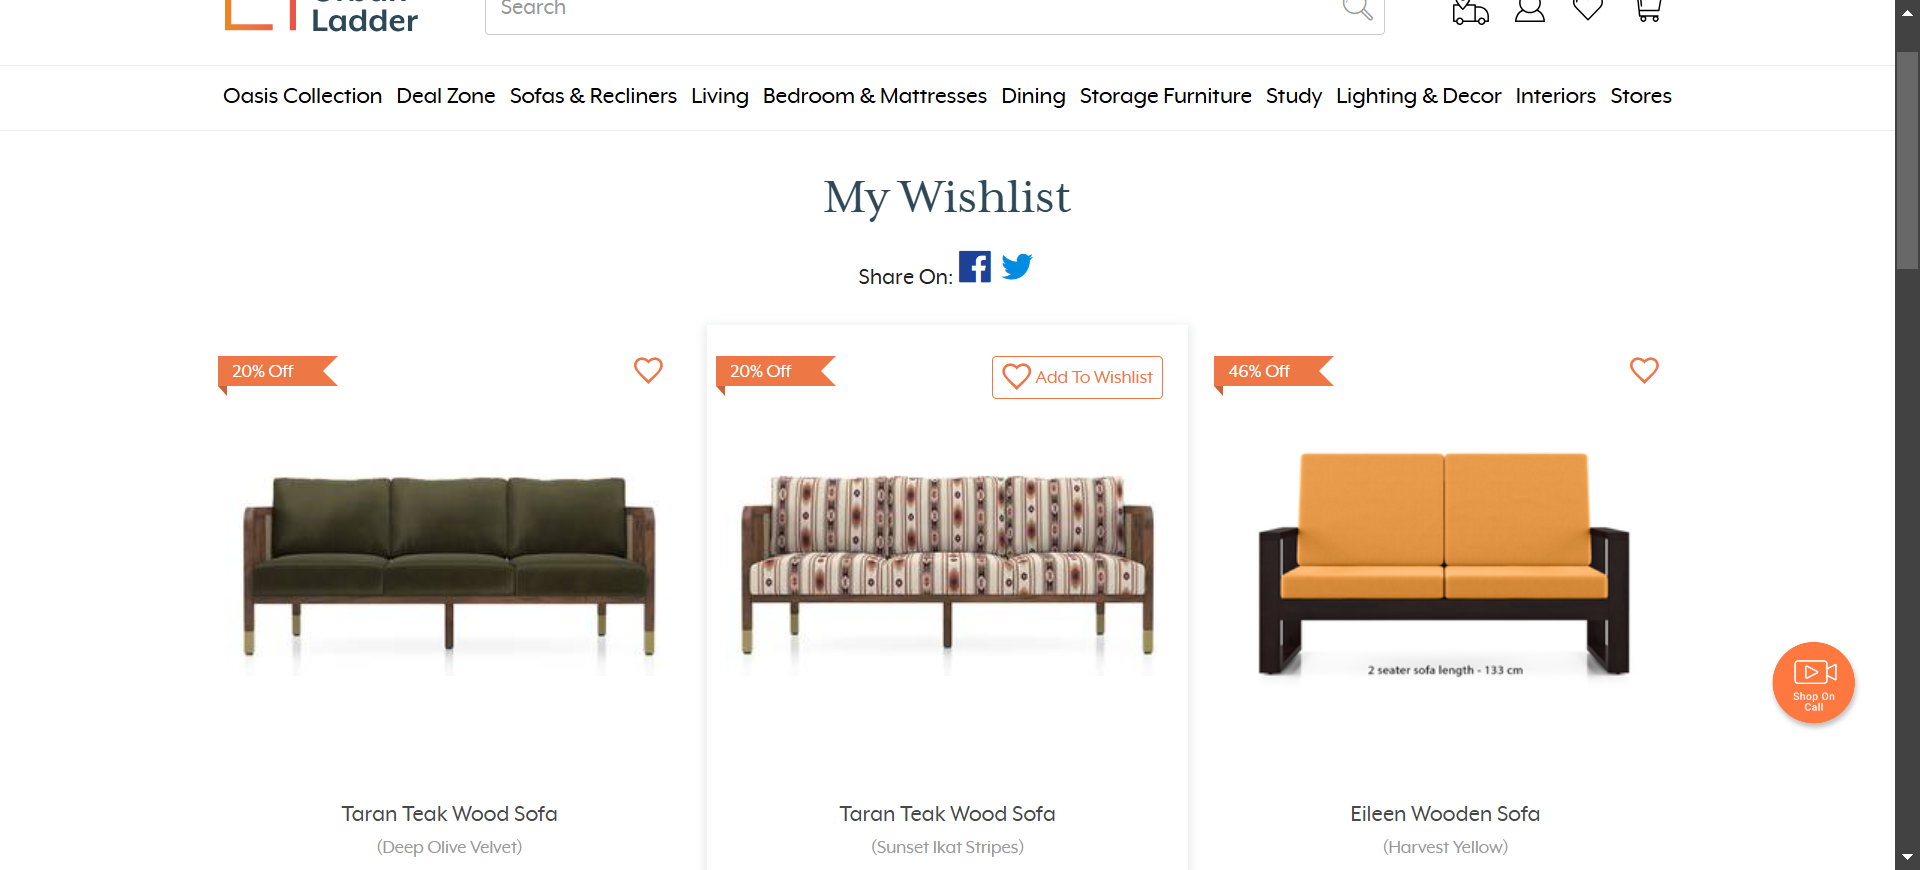 Ladder
Search
Oasis Collection Deal Zone Sofas & Recliners Living Bedroom & Mattresses Dining Storage Furniture Study Lighting & Decor Interiors Stores
My Wishlist
Share On:
20% Off
20% Off
Add To Wishlist
46% Off
2 seater sofa length - 133 cm
Shop On
Call
Taran Teak Wood Sofa
(Deep Olive Velvet)
Taran Teak Wood Sofa
(Sunset Ikat Stripes)
Eileen Wooden Sofa
(Harvest Yellow)